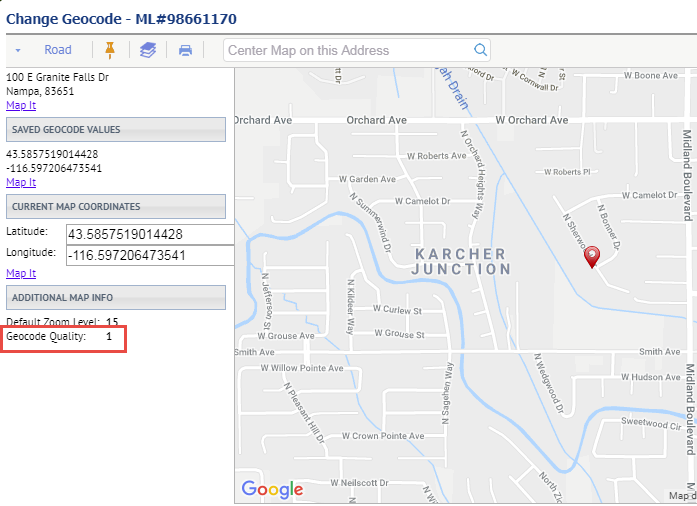 Change Geocode - ML#98661170
Road
Center Map on this Address
100 E Granite Falls Dr
Nampa, 83651
Map It
SAVED GEOCODE VALUES
43.5857519014428
-116.597206473541
Map It
CURRENT MAP COORDINATES
Latitude: 43.5857519014428
Longitude: -116.597206473541
Map It
ADDITIONAL MAP INFO
Default Zoom Level: 15
Geocode Quality: 1
W Boone Ave
W Cornwall Dr
ah-Drain
Orchard Ave
Orchard Ave
W Orchard Ave
W Roberts Ave
N Orchard Heights Way
Midland Boulevard
W Garden Ave
W Roberts Pl
W Camelot Dr
W Camelot Dr
N Summerwind Dr
N Sherwo
N Bonner Dr
KARCHER
JUNCTION
N Jefferson St
N Kildeer Way
W Curlew St
W Grouse Ave
W Grouse St
Smith Ave
Smith Ave
W Willow Pointe Ave
N Sagehen Way
N Wedgwood Dr
W Hudson Ave
Midland Boulevard
N Pleasant Hill Dr
Sweetwood Cir
W Crown Pointe Ave
W Neilscott Dr
North Zio
Google
Map d